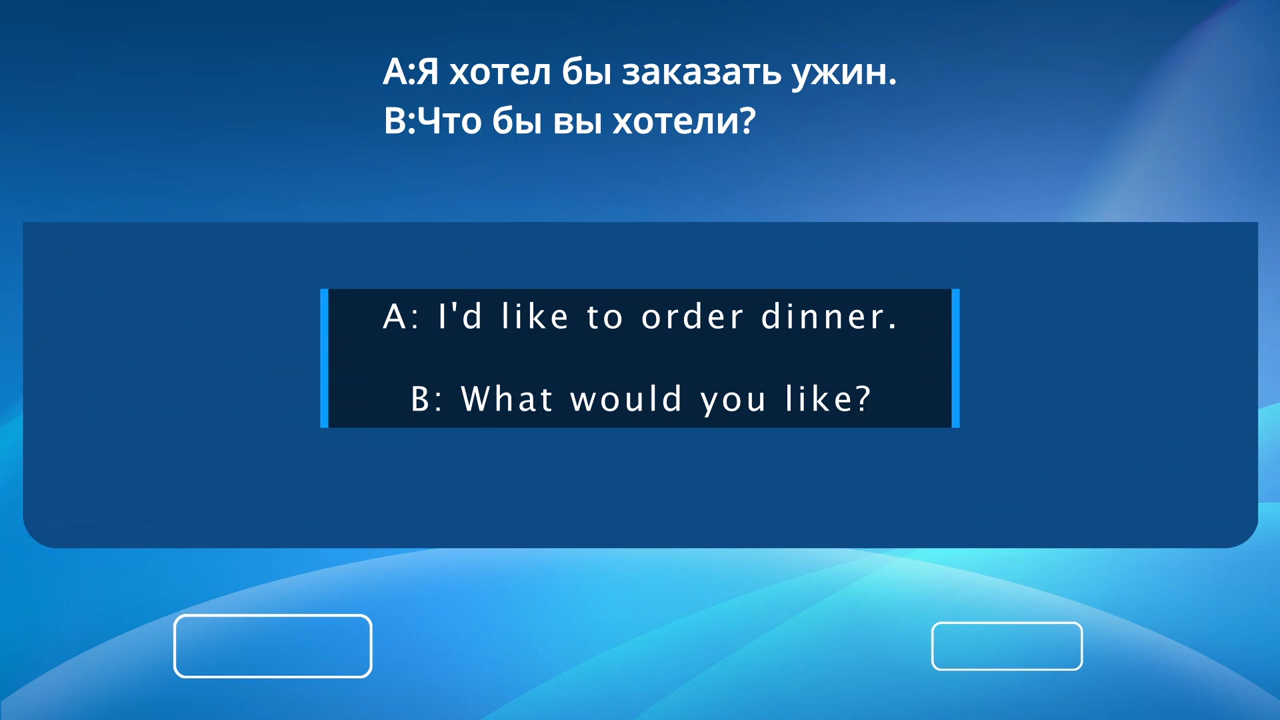 А:Я хотел бы заказать ужин.
В:Что бы вы хотели?
A: I'd like to order dinner.
B: What would you like?